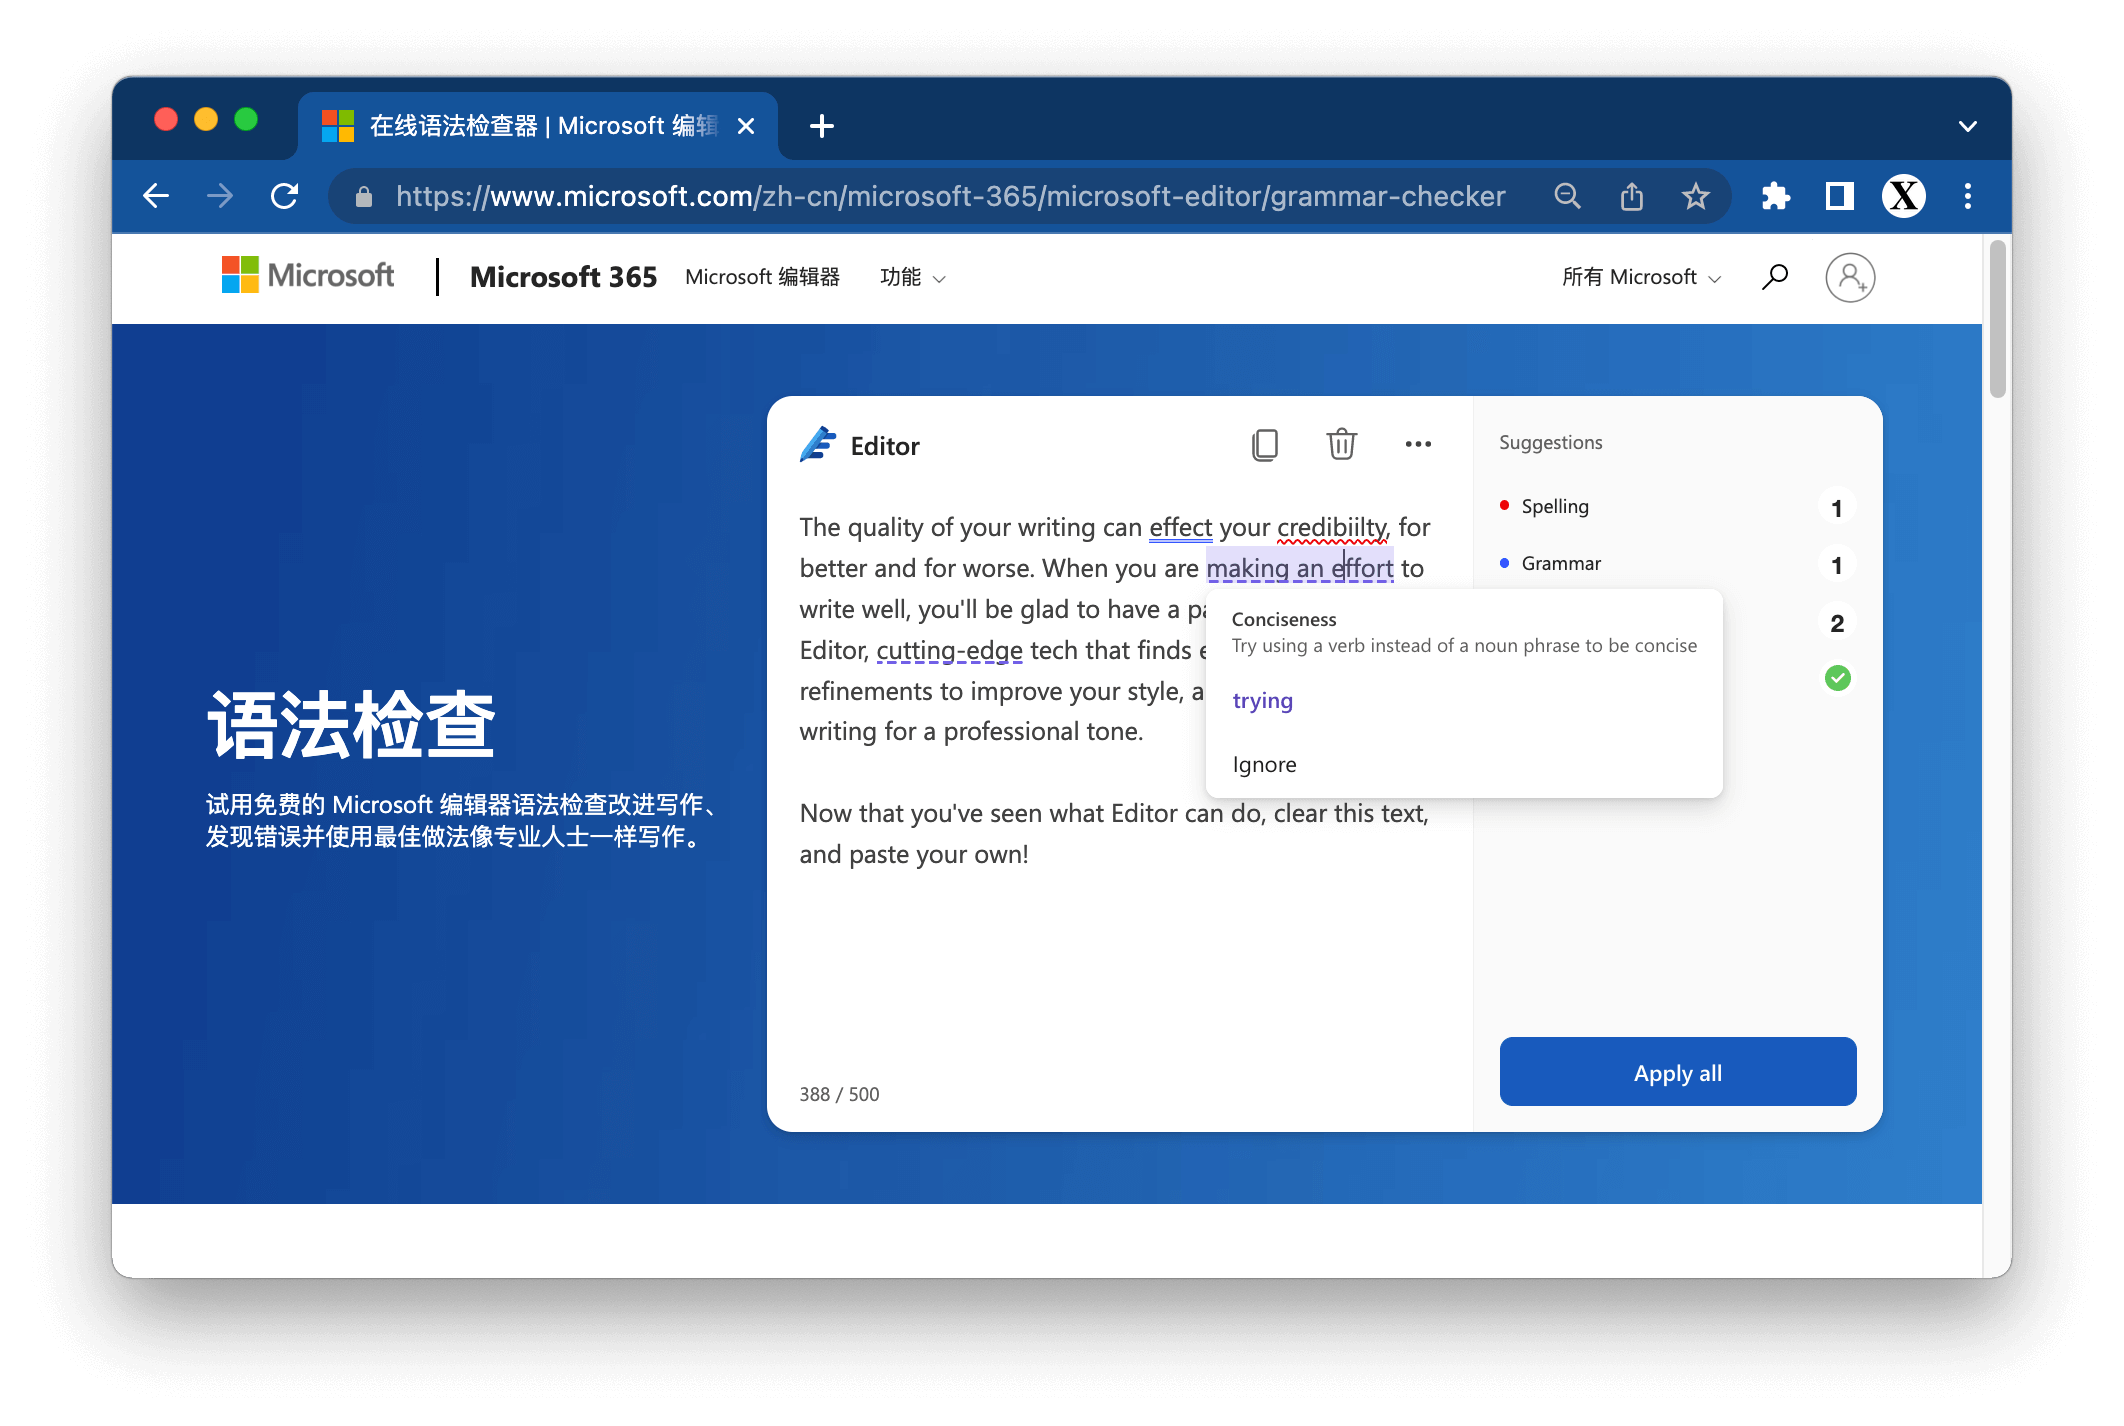 在线语法检查器 | Microsoft 编辑
https://www.microsoft.com/zh-cn/microsoft-365/microsoft-editor/grammar-checker
X
Microsoft
Microsoft 365
Microsoft 编辑器
功能
所有 Microsoft
语法检查
试用免费的 Microsoft 编辑器语法检查改进写作、
发现错误并使用最佳做法像专业人士一样写作。
Editor
The quality of your writing can effect your credibiilty, for
better and for worse. When you are making an effort to
write well, you'll be glad to have a pa
Editor, cutting-edge tech that finds e
refinements to improve your style, a
writing for a professional tone.
Now that you've seen what Editor can do, clear this text,
and paste your own!
388 / 500
Conciseness
Try using a verb instead of a noun phrase to be concise
trying
Ignore
Suggestions
Spelling 1
Grammar 1
2
Apply all